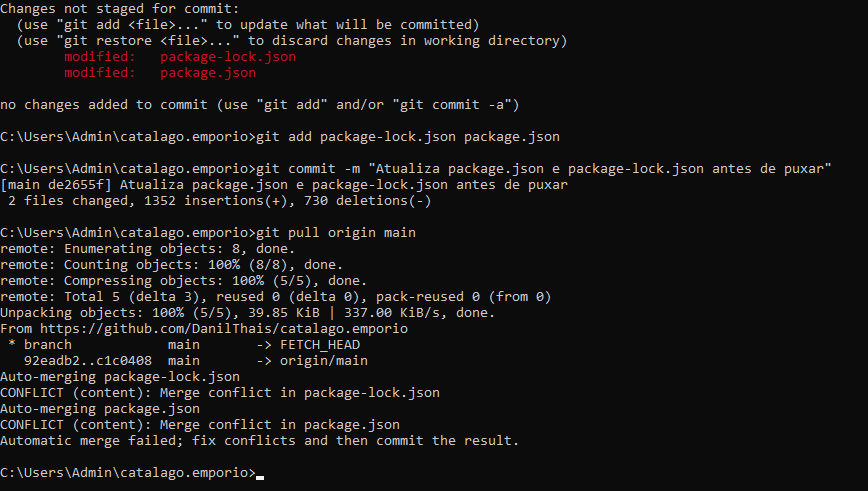 Changes not staged for commit:
  (use "git add <file>..." to update what will be committed)
  (use "git restore <file>..." to discard changes in working directory)
        modified:   package-lock.json
        modified:   package.json

no changes added to commit (use "git add" and/or "git commit -a")

C:\Users\Admin\catalago.emporio>git add package-lock.json package.json

C:\Users\Admin\catalago.emporio>git commit -m "Atualiza package.json e package-lock.json antes de puxar"
[main de2655f] Atualiza package.json e package-lock.json antes de puxar
 2 files changed, 1352 insertions(+), 730 deletions(-)

C:\Users\Admin\catalago.emporio>git pull origin main
remote: Enumerating objects: 8, done.
remote: Counting objects: 100% (8/8), done.
remote: Compressing objects: 100% (5/5), done.
remote: Total 5 (delta 3), reused 0 (delta 0), pack-reused 0 (from 0)
Unpacking objects: 100% (5/5), 39.85 KiB | 337.00 KiB/s, done.
From https://github.com/DanilThais/catalago.emporio
 * branch            main       -> FETCH_HEAD
   92eadb2..c1c0408  main       -> origin/main
Auto-merging package-lock.json
CONFLICT (content): Merge conflict in package-lock.json
Auto-merging package.json
CONFLICT (content): Merge conflict in package.json
Automatic merge failed; fix conflicts and then commit the result.

C:\Users\Admin\catalago.emporio>